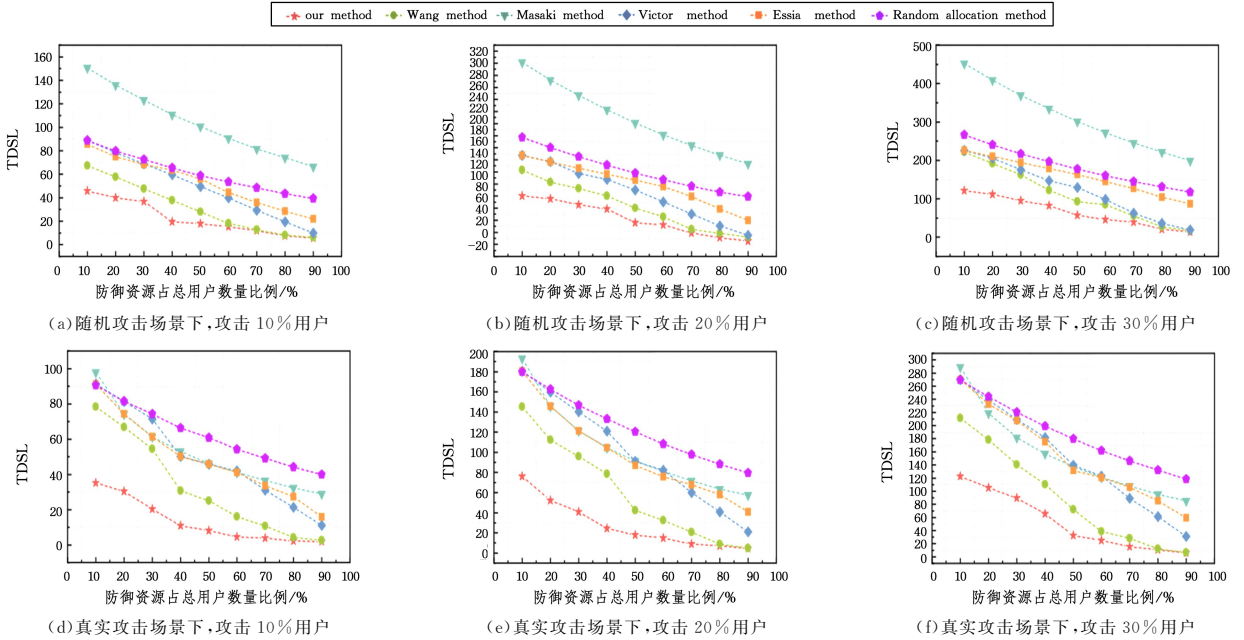 our method Wang method Masaki method Victor method Essia method Random allocation method
TDSL
160
140
120
100
80
60
40
20
0
0 10 20 30 40 50 60 70 80 90 100
防御资源占总用户数量比例/%
(a)随机攻击场景下,攻击 10%用户
TDSL
320
300
280
260
240
220
200
180
160
140
120
100
80
60
40
20
0
−20
0 10 20 30 40 50 60 70 80 90 100
防御资源占总用户数量比例/%
(b)随机攻击场景下,攻击 20%用户
TDSL
500
400
300
200
100
0
0 10 20 30 40 50 60 70 80 90 100
防御资源占总用户数量比例/%
(c)随机攻击场景下,攻击 30%用户
TDSL
100
80
60
40
20
0
0 10 20 30 40 50 60 70 80 90 100
防御资源占总用户数量比例/%
(d)真实攻击场景下,攻击 10%用户
TDSL
200
180
160
140
120
100
80
60
40
20
0
0 10 20 30 40 50 60 70 80 90 100
防御资源占总用户数量比例/%
(e)真实攻击场景下,攻击 20%用户
TDSL
300
280
260
240
220
200
180
160
140
120
100
80
60
40
20
0
0 10 20 30 40 50 60 70 80 90 100
防御资源占总用户数量比例/%
(f)真实攻击场景下,攻击 30%用户